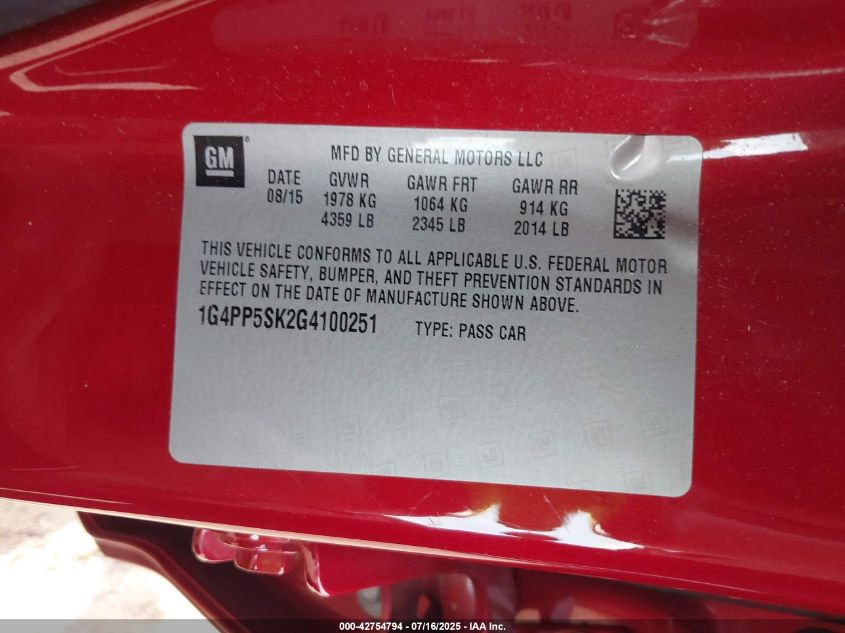 GM
MFD BY GENERAL MOTORS LLC
DATE GVWR GAWR FRT GAWR RR
08/15 1978 KG 1064 KG 914 KG
4359 LB 2345 LB 2014 LB
THIS VEHICLE CONFORMS TO ALL APPLICABLE U.S. FEDERAL MOTOR
VEHICLE SAFETY, BUMPER, AND THEFT PREVENTION STANDARDS IN
EFFECT ON THE DATE OF MANUFACTURE SHOWN ABOVE.
1G4PP5SK2G4100251 TYPE: PASS CAR
000-42754794 - 07/16/2025 - IAA Inc.